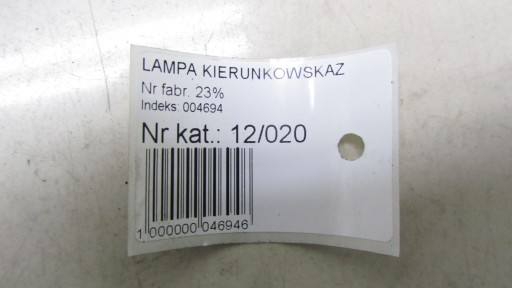 LAMPA KIERUNKOWSKAZ
Nr fabr. 23%
Indeks: 004694
Nr kat.: 12/020
1 000000 046946